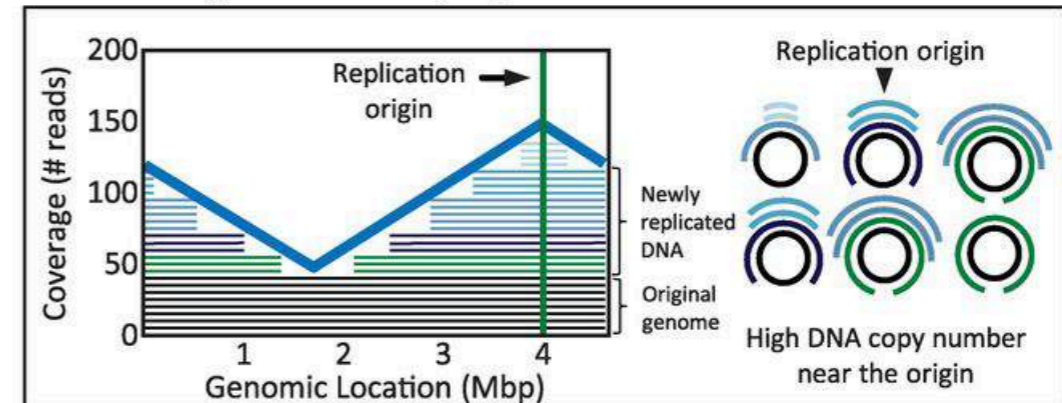 200
150
100
50
0
Coverage (# reads)
Replication
origin
1
2
3
4
Genomic Location (Mbp)
Newly
replicated
DNA
Original
genome
Replication origin
High DNA copy number
near the origin